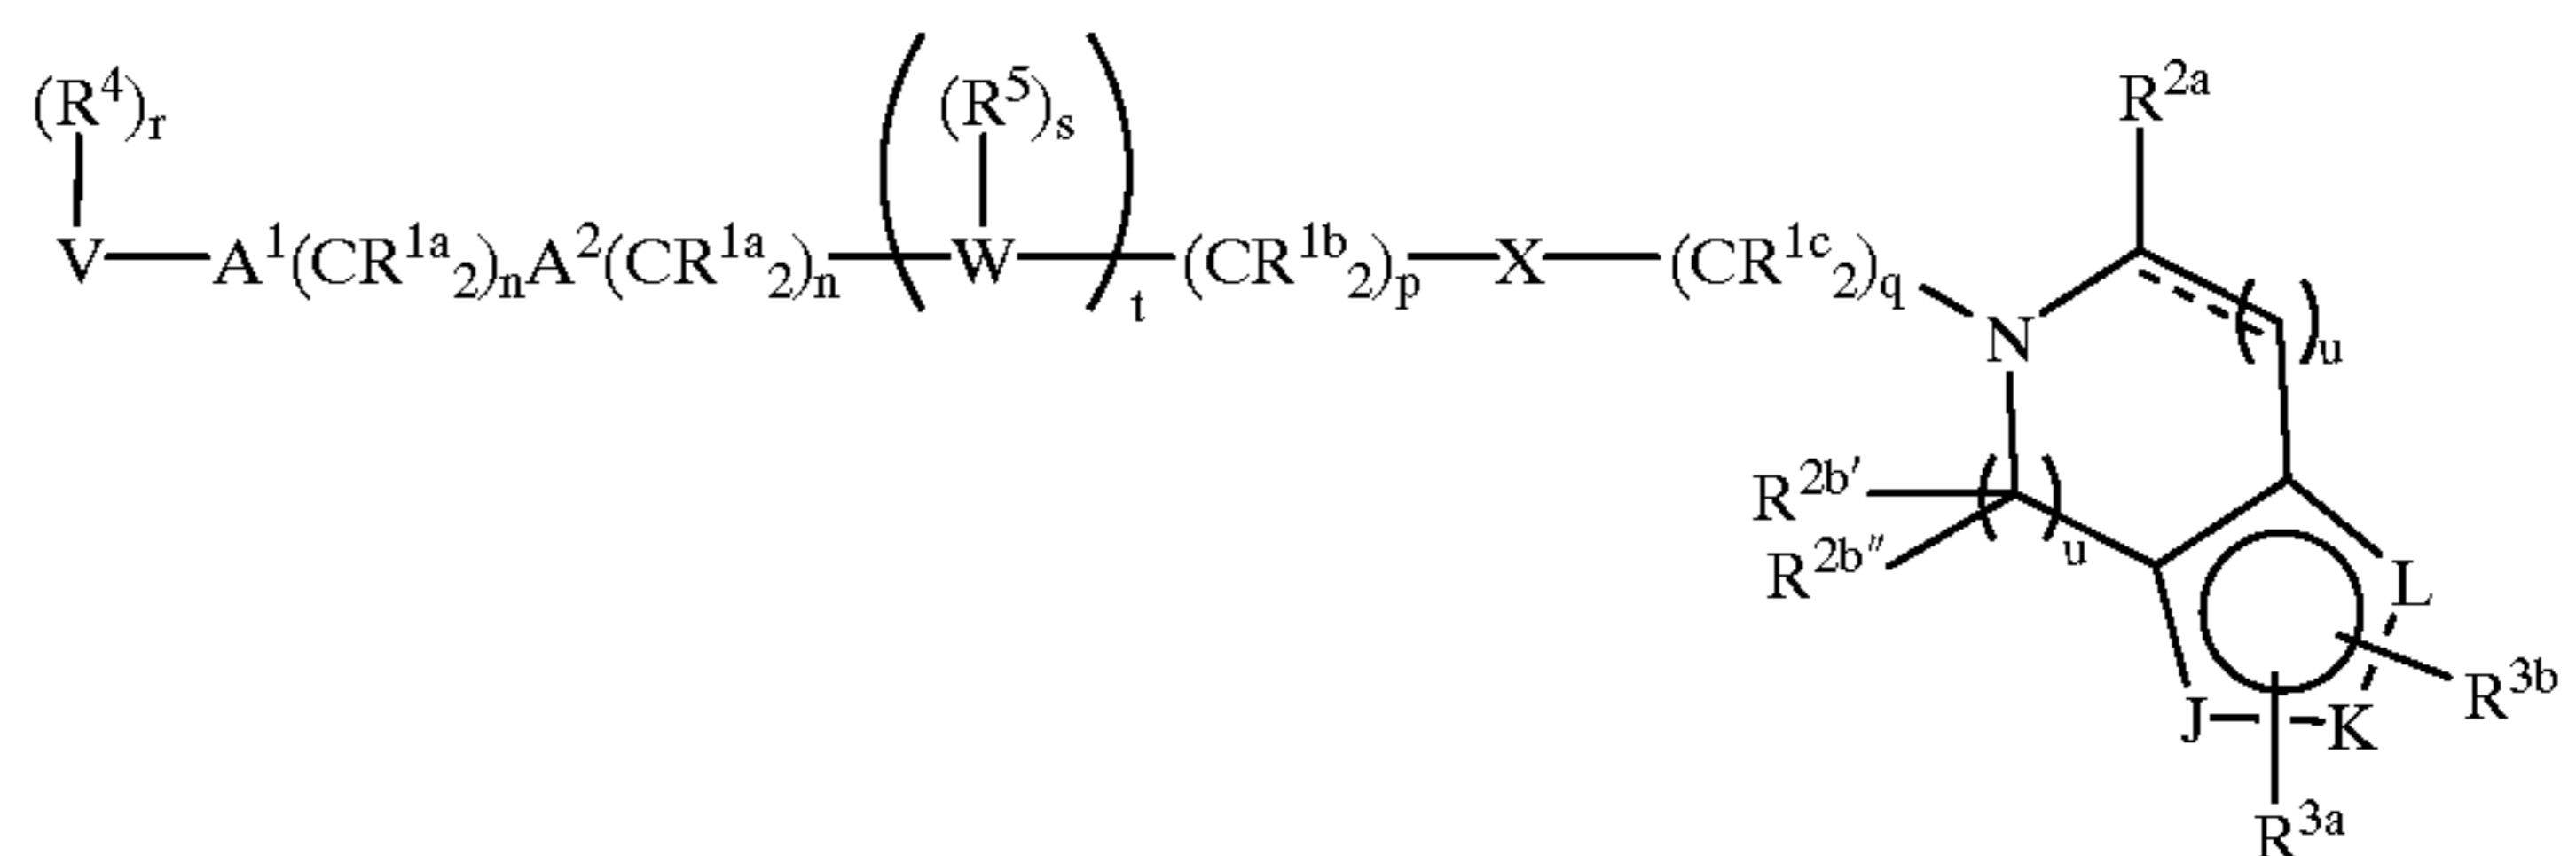 (R⁴)ᵣ (R⁵)ₛ R²ᵃ
V—A¹(CR¹ᵃ₂)ₙA²(CR¹ᵃ₂)ₙ—(W)ₜ—(CR¹ᵇ₂)ₚ—X—(CR¹ᶜ₂)q
N ( )ᵤ
R²ᵇ′ ( )ᵤ
R²ᵇ″ L
J K R³ᵇ
R³ᵃ